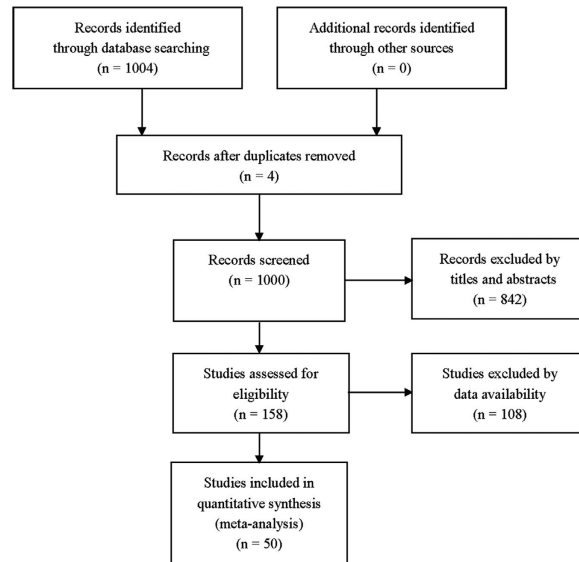 Records identified
through database searching
(n = 1004)
Additional records identified
through other sources
(n = 0)
Records after duplicates removed
(n = 4)
Records screened
(n = 1000)
Records excluded by
titles and abstracts
(n = 842)
Studies assessed for
eligibility
(n = 158)
Studies excluded by
data availability
(n = 108)
Studies included in
quantitative synthesis
(meta-analysis)
(n = 50)